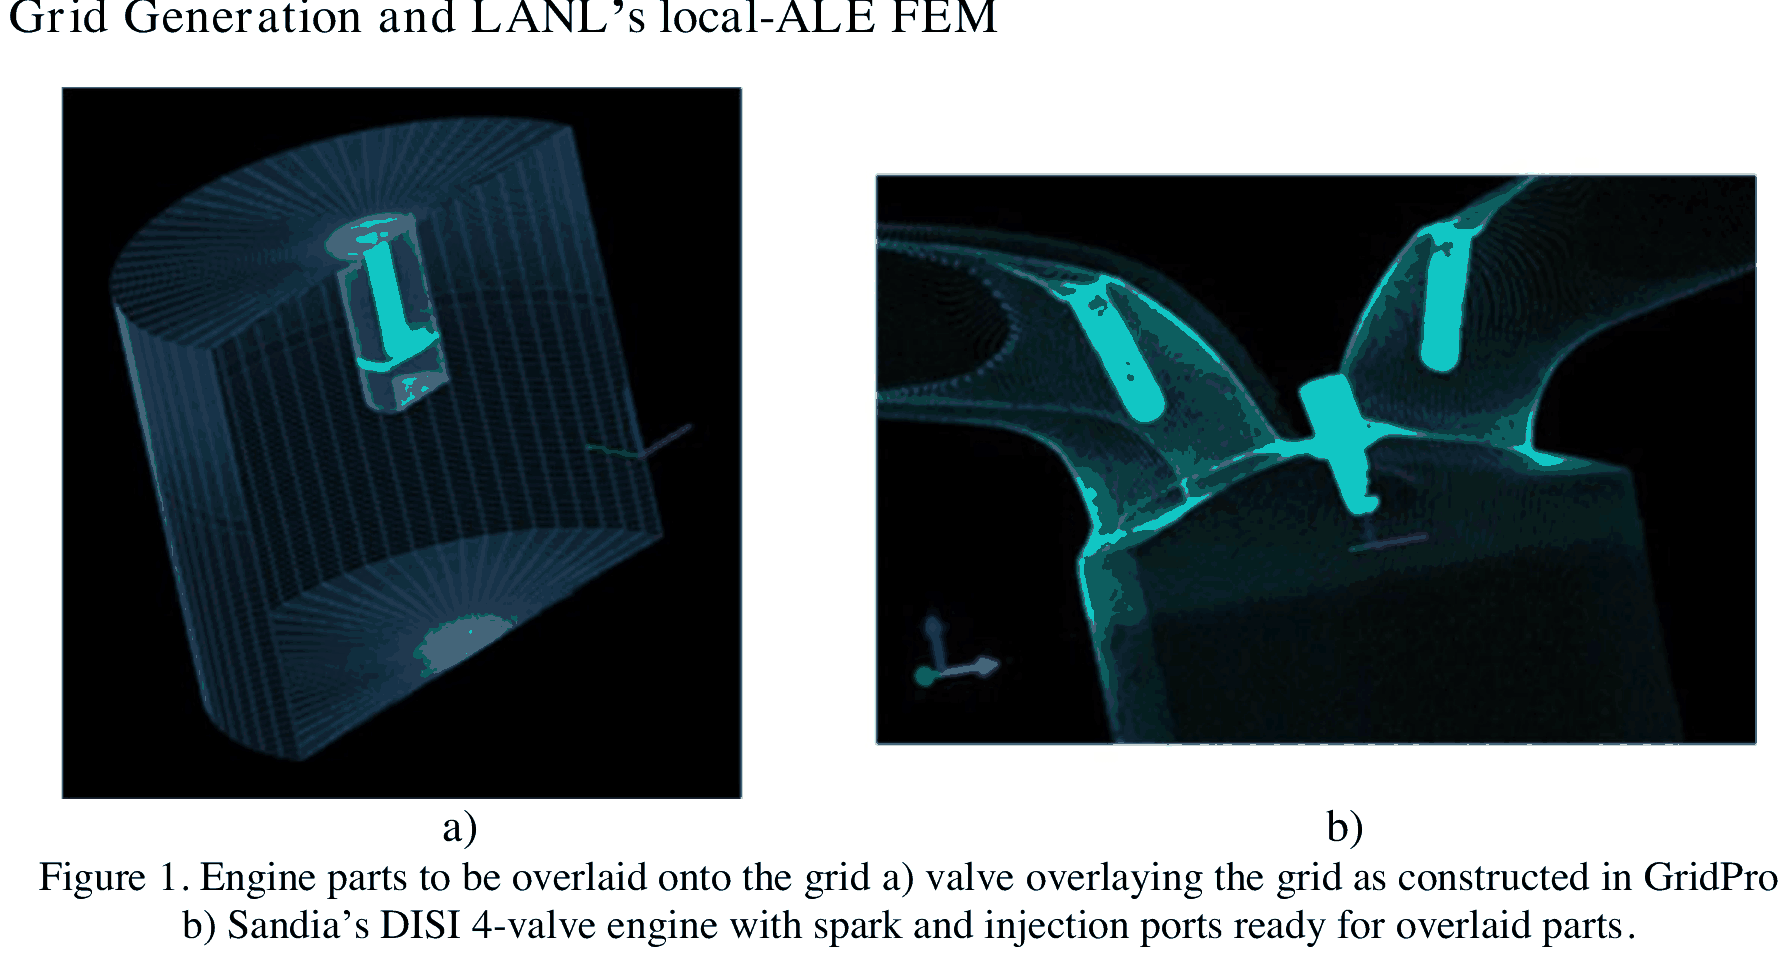 Grid Generation and LANL’s local-ALE FEM
a)
b)
Figure 1. Engine parts to be overlaid onto the grid a) valve overlaying the grid as constructed in GridPro
b) Sandia’s DISI 4-valve engine with spark and injection ports ready for overlaid parts.